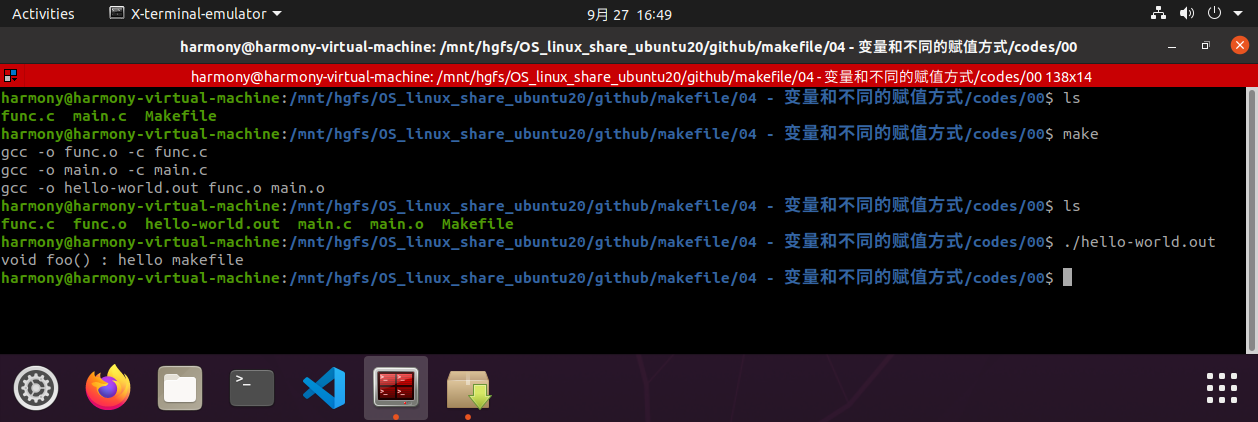 Activities X-terminal-emulator 9月 27 16:49
harmony@harmony-virtual-machine: /mnt/hgfs/OS_linux_share_ubuntu20/github/makefile/04 - 变量和不同的赋值方式/codes/00
harmony@harmony-virtual-machine: /mnt/hgfs/OS_linux_share_ubuntu20/github/makefile/04 - 变量和不同的赋值方式/codes/00 138x14
harmony@harmony-virtual-machine:/mnt/hgfs/OS_linux_share_ubuntu20/github/makefile/04 - 变量和不同的赋值方式/codes/00$ ls
func.c main.c Makefile
harmony@harmony-virtual-machine:/mnt/hgfs/OS_linux_share_ubuntu20/github/makefile/04 - 变量和不同的赋值方式/codes/00$ make
gcc -o func.o -c func.c
gcc -o main.o -c main.c
gcc -o hello-world.out func.o main.o
harmony@harmony-virtual-machine:/mnt/hgfs/OS_linux_share_ubuntu20/github/makefile/04 - 变量和不同的赋值方式/codes/00$ ls
func.c func.o hello-world.out main.c main.o Makefile
harmony@harmony-virtual-machine:/mnt/hgfs/OS_linux_share_ubuntu20/github/makefile/04 - 变量和不同的赋值方式/codes/00$ ./hello-world.out
void foo() : hello makefile
harmony@harmony-virtual-machine:/mnt/hgfs/OS_linux_share_ubuntu20/github/makefile/04 - 变量和不同的赋值方式/codes/00$